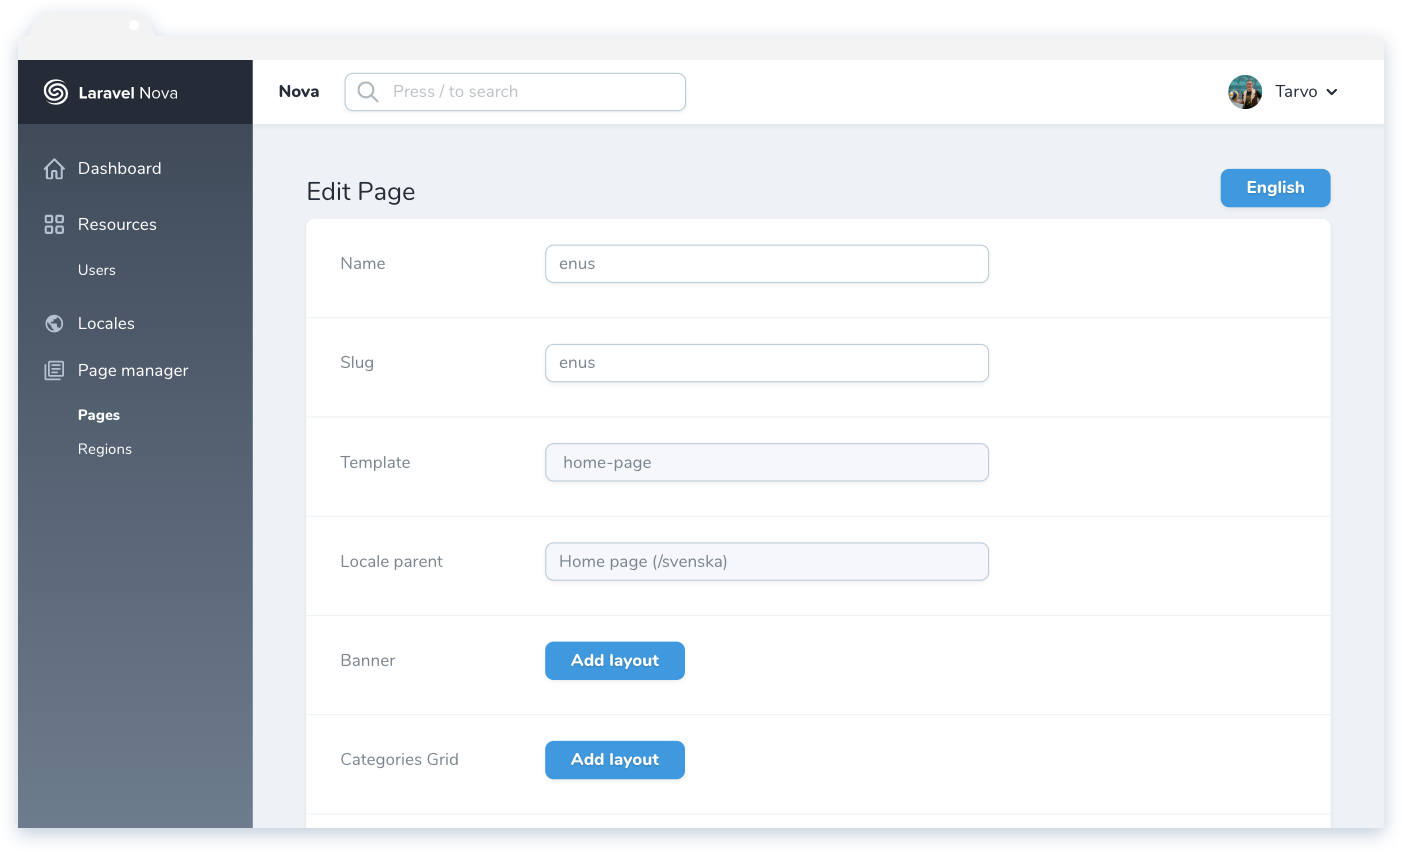 Laravel Nova
Nova
Press / to search
Tarvo
Dashboard
Resources
Users
Locales
Page manager
Pages
Regions
Edit Page
English
Name
enus
Slug
enus
Template
home-page
Locale parent
Home page (/svenska)
Banner
Add layout
Categories Grid
Add layout